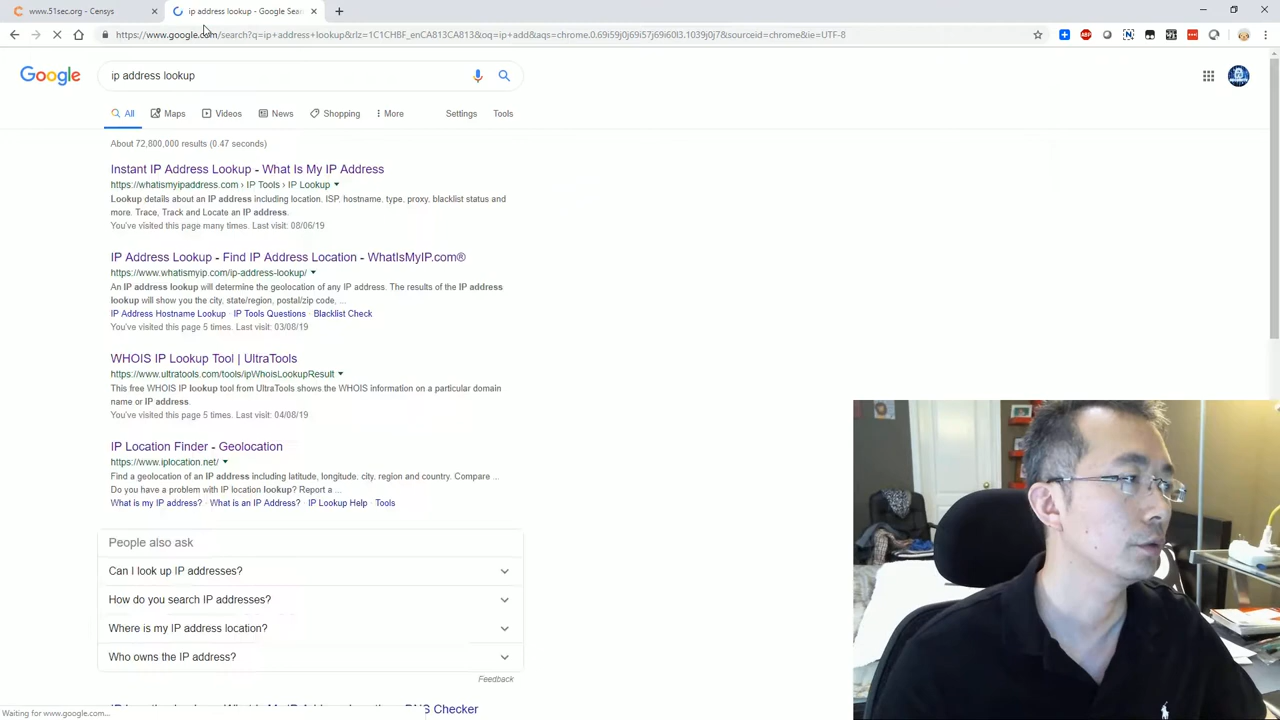 www.51sec.org - Censys
ip address lookup - Google Sear
https://www.google.com/search?q=ip+address+lookup&rlz=1C1CHBF_enCA813CA813&oq=ip+add&aqs=chrome.0.69i59j0j69i57j69i60l3.1039j0j7&sourceid=chrome&ie=UTF-8
Google
ip address lookup
All Maps Videos News Shopping More Settings Tools
About 72,800,000 results (0.47 seconds)
Instant IP Address Lookup - What Is My IP Address
https://whatismyipaddress.com › IP Tools › IP Lookup
Lookup details about an IP address including location, ISP, hostname, type, proxy, blacklist status and
more. Trace, Track and Locate an IP address.
You've visited this page many times. Last visit: 08/06/19
IP Address Lookup - Find IP Address Location - WhatIsMyIP.com®
https://www.whatismyip.com/ip-address-lookup/
An IP address lookup will determine the geolocation of any IP address. The results of the IP address
lookup will show you the city, state/region, postal/zip code, ...
IP Address Hostname Lookup · IP Tools Questions · Blacklist Check
You've visited this page 5 times. Last visit: 03/08/19
WHOIS IP Lookup Tool | UltraTools
https://www.ultratools.com/tools/ipWhoisLookupResult
This free WHOIS IP lookup tool from UltraTools shows the WHOIS information on a particular domain
name or IP address.
You've visited this page 5 times. Last visit: 04/08/19
IP Location Finder - Geolocation
https://www.iplocation.net/
Find a geolocation of an IP address including latitude, longitude, city, region and country. Compare ...
Do you have a problem with IP location lookup? Report a ...
What is my IP address? · What is an IP Address? · IP Lookup Help · Tools
People also ask
Can I look up IP addresses?
How do you search IP addresses?
Where is my IP address location?
Who owns the IP address?
Feedback
DNS Checker
Waiting for www.google.com...